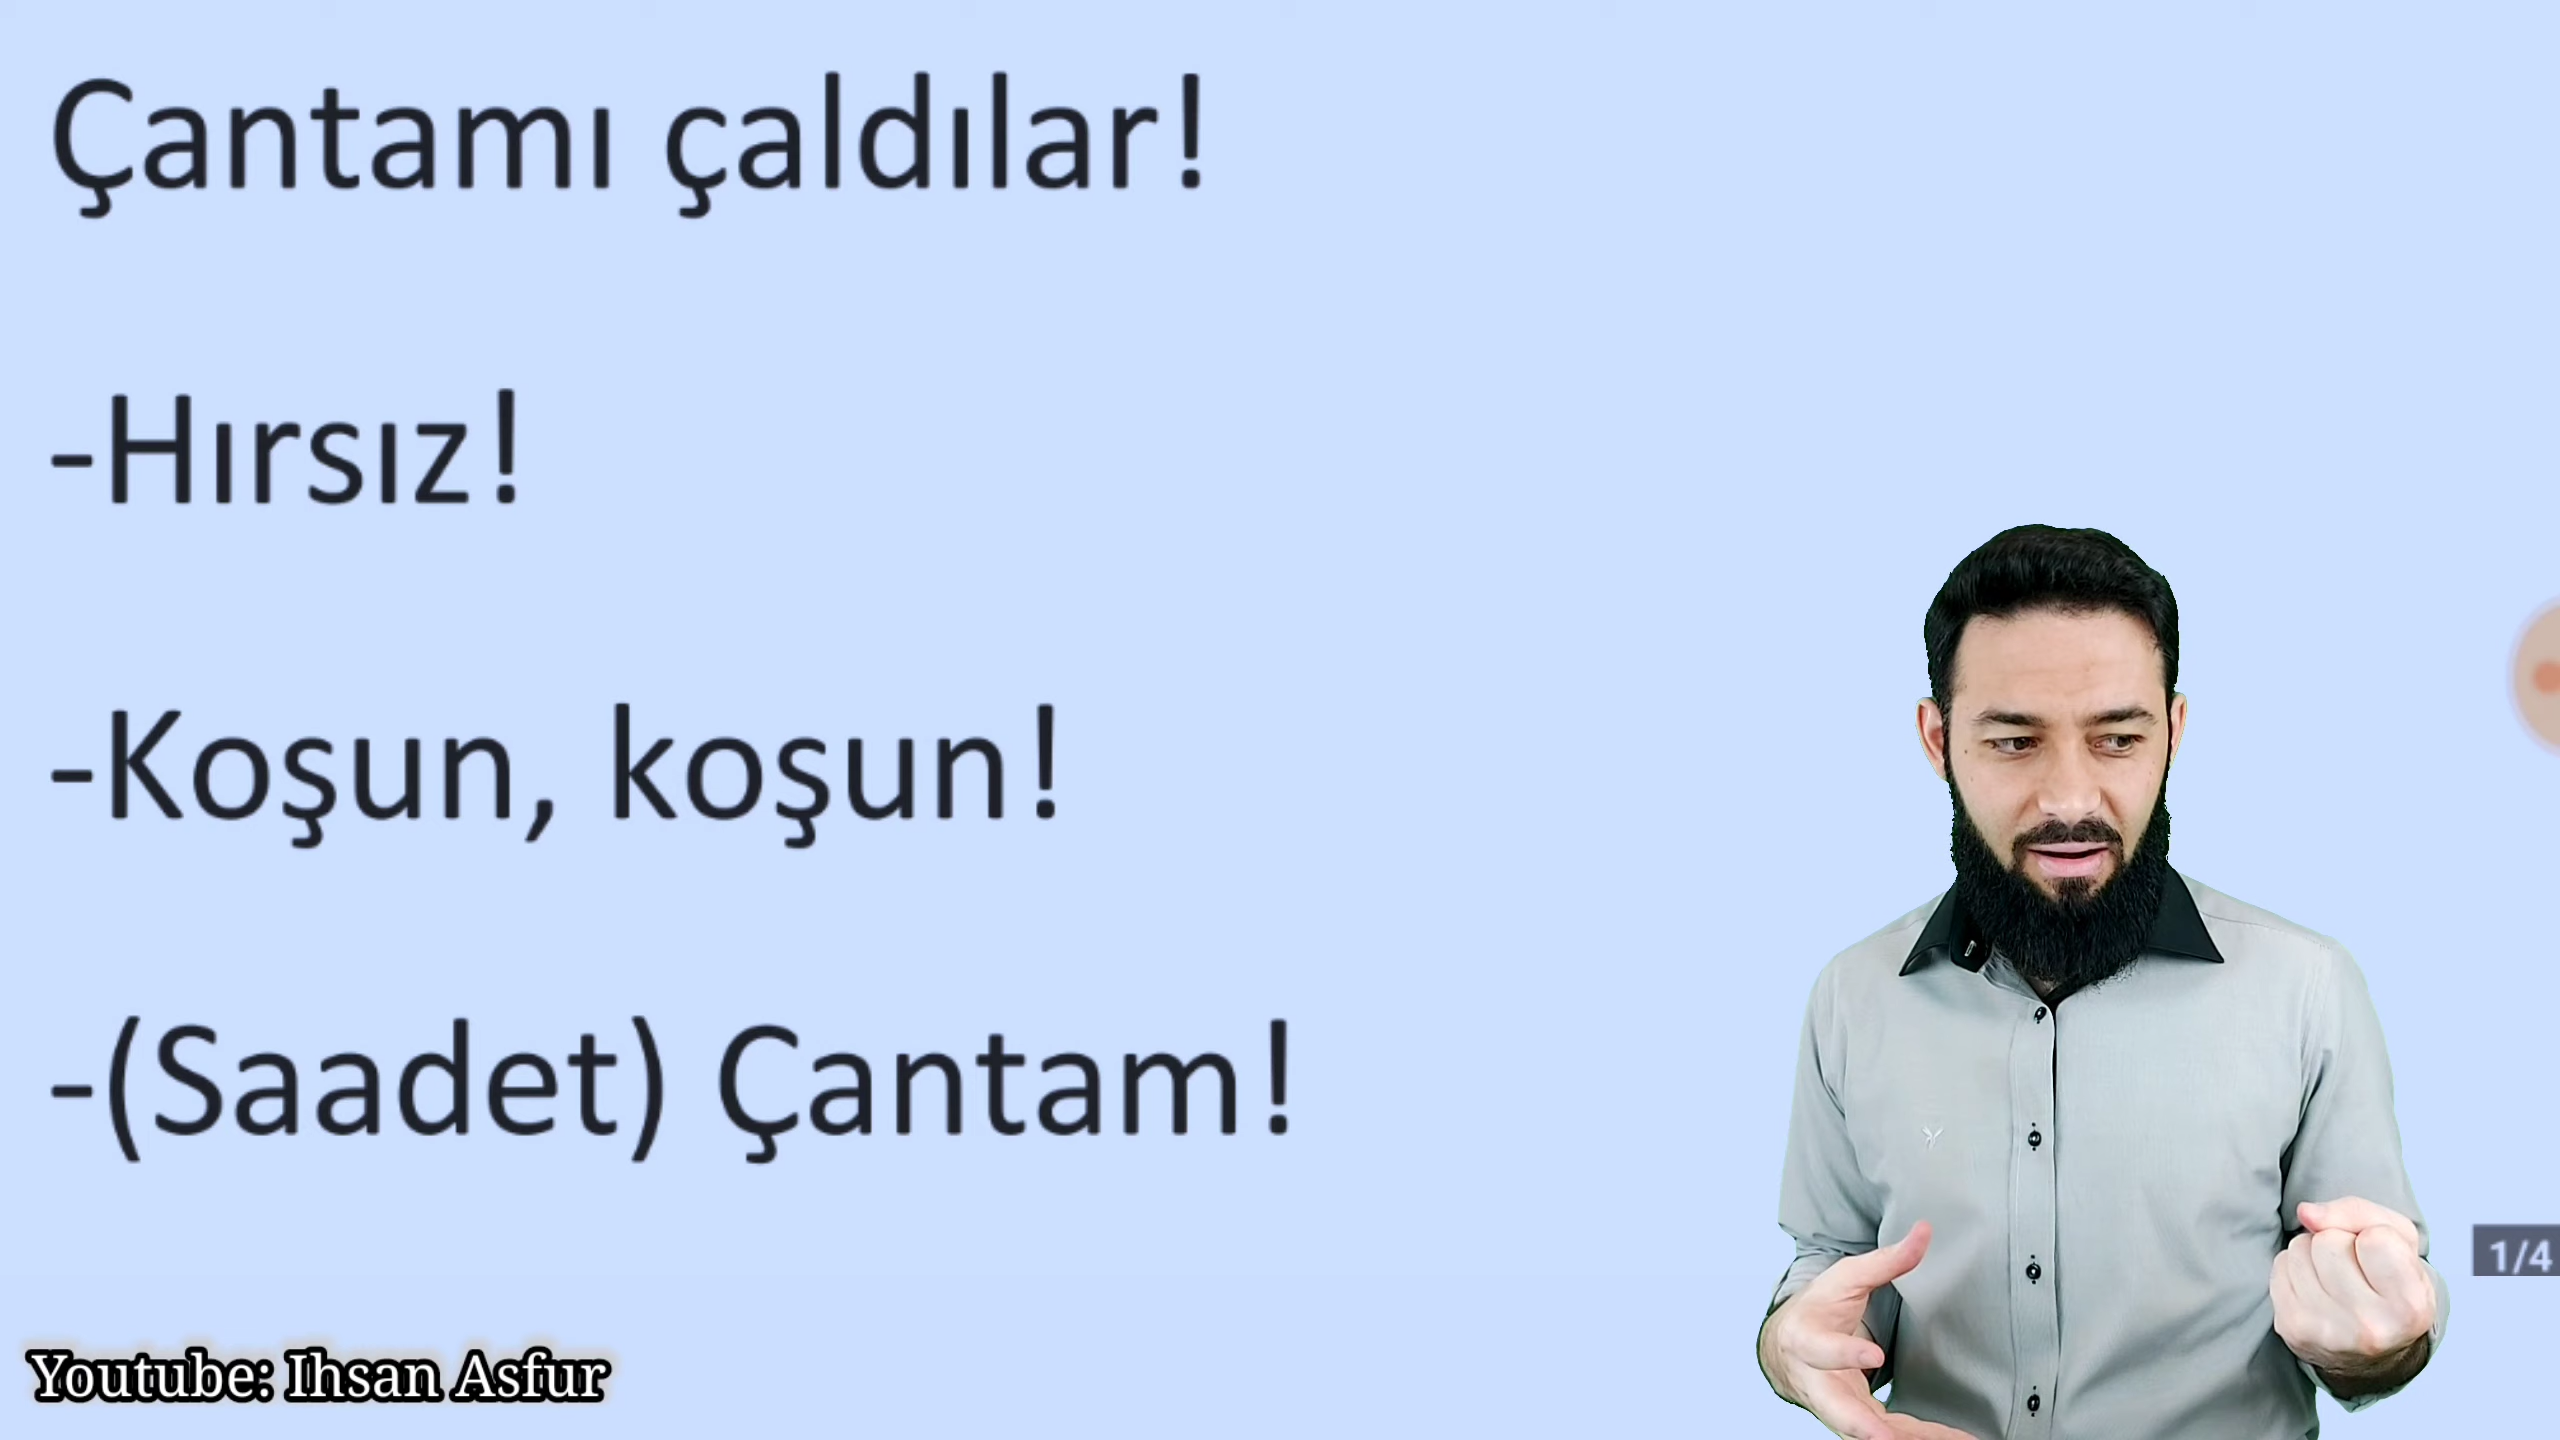 Çantamı çaldılar!
-Hırsız!
-Koşun, koşun!
-(Saadet) Çantam!
1/4
Youtube: Ihsan Asfur